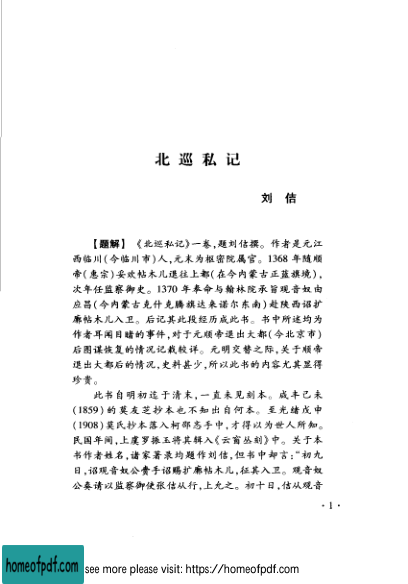 北巡私记
刘佶
【题解】《北巡私记》一卷，题刘佶撰。作者是元江
西临川(今临川市)人，元末为枢密院属官。1368年随顺
帝(惠宗)妥欢帖木儿退往上都(在今内蒙古正蓝旗境)，
次年任监察御史。1370年奉命与翰林院承旨观音奴由
应昌(今内蒙古克什克腾旗达来诺尔东南)赴陕西诏扩
廓帖木儿入卫。后记其此段经历成此书。书中所述均为
作者耳闻目睹的事件，对于元顺帝退出大都(今北京市)
后图谋恢复的情况记载较详。元明交替之际，关于顺帝
退出大都后的情况，史料甚少，所以此书的内容尤其显得
珍贵。
此书自明初迄于清末，一直未见刻本。咸丰己未
(1859)的莫友芝抄本也不知出自何本。至光绪戊申
(1908)莫氏抄本落入柯邵忞手中，才得以为世人所知。
民国年间，上虞罗振玉将其辑入《云窗丛刻》中。关于本
书作者姓名，诸家著录均题作刘佶，但书中却言：“初九
日，诏观音奴公赍手诏赐扩廓帖木儿，征其入卫。观音奴
公奏请以监察御使张佶从行，上允之。初十日，佶从观音
·1·
homeofpdf.com
see more please visit: https://homeofpdf.com